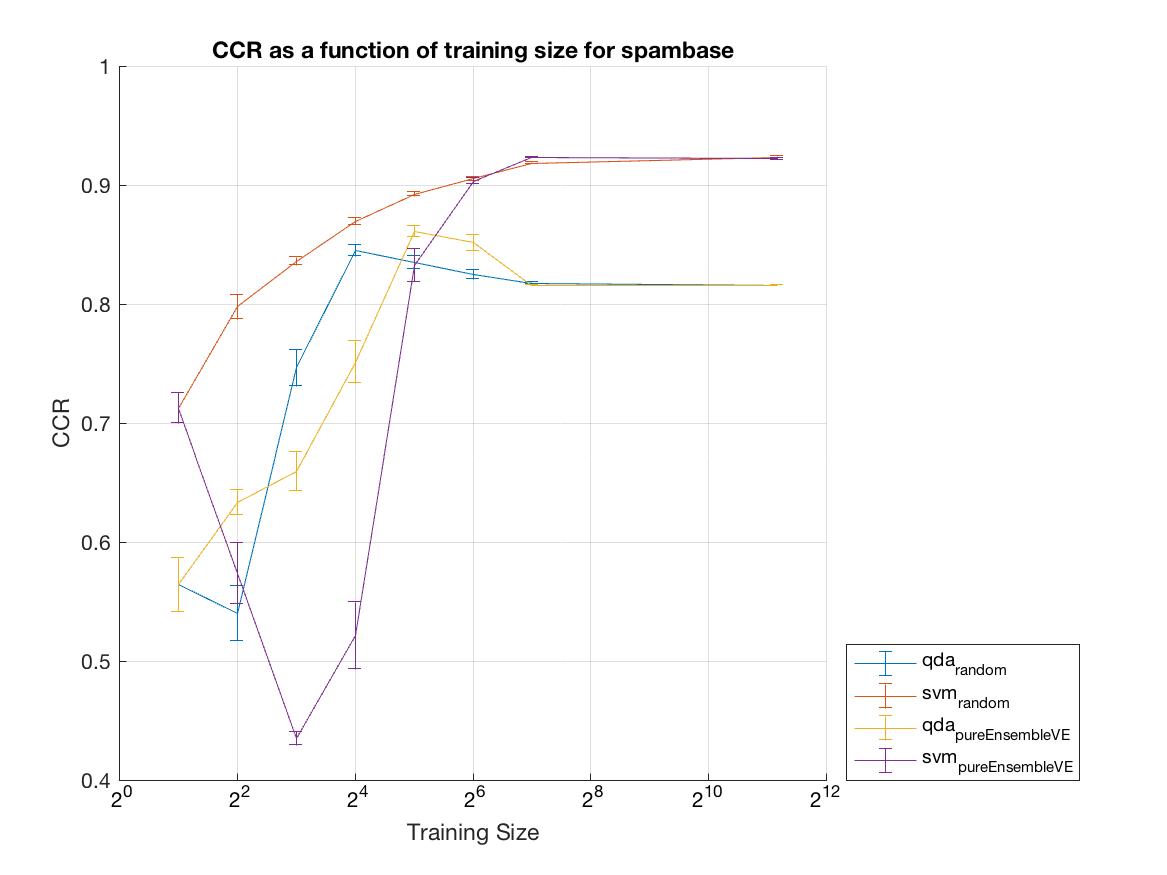 CCR as a function of training size for spambase
1
0.9
0.8
0.7
0.6
0.5
0.4
CCR
2^0 2^2 2^4 2^6 2^8 2^10 2^12
Training Size
qda_random
svm_random
qda_pureEnsembleVE
svm_pureEnsembleVE